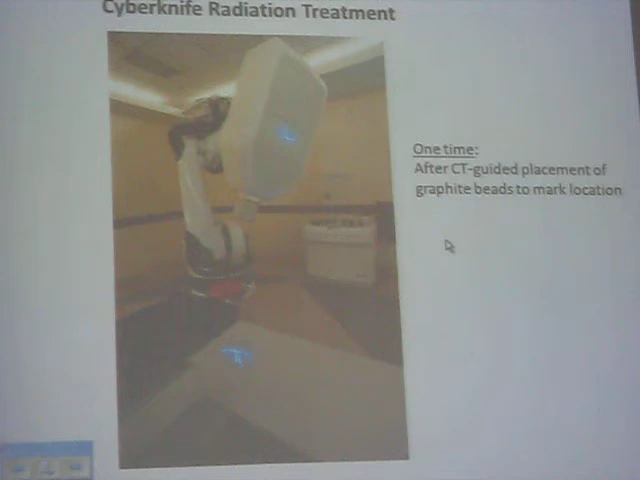 Cyberknife Radiation Treatment
One time:
After CT-guided placement of
graphite beads to mark location